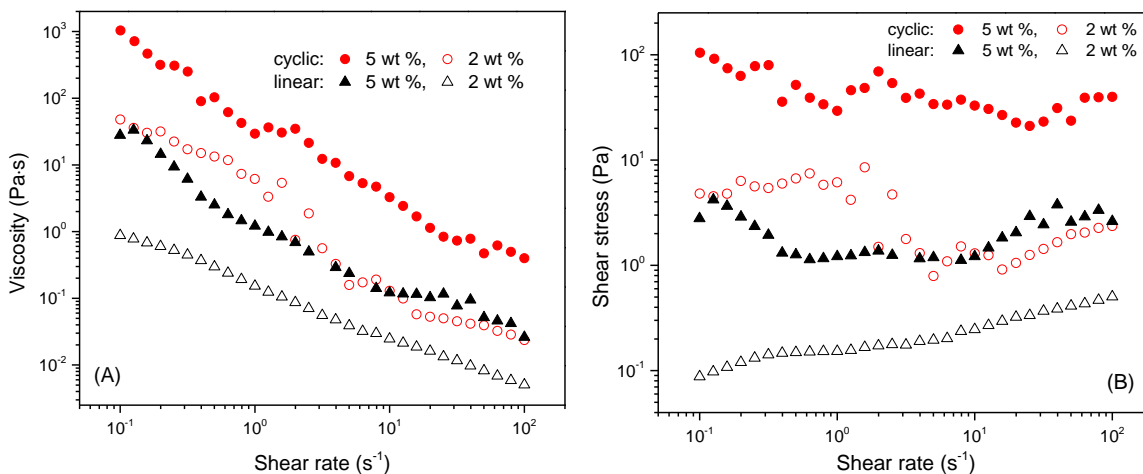 10³
10²
10¹
10⁰
10⁻¹
10⁻²
Viscosity (Pa·s)
cyclic: 5 wt %, 2 wt %
linear: 5 wt %, 2 wt %
(A)
10⁻¹ 10⁰ 10¹ 10²
Shear rate (s⁻¹)
10²
10¹
10⁰
10⁻¹
Shear stress (Pa)
cyclic: 5 wt %, 2 wt %
linear: 5 wt %, 2 wt %
(B)
10⁻¹ 10⁰ 10¹ 10²
Shear rate (s⁻¹)